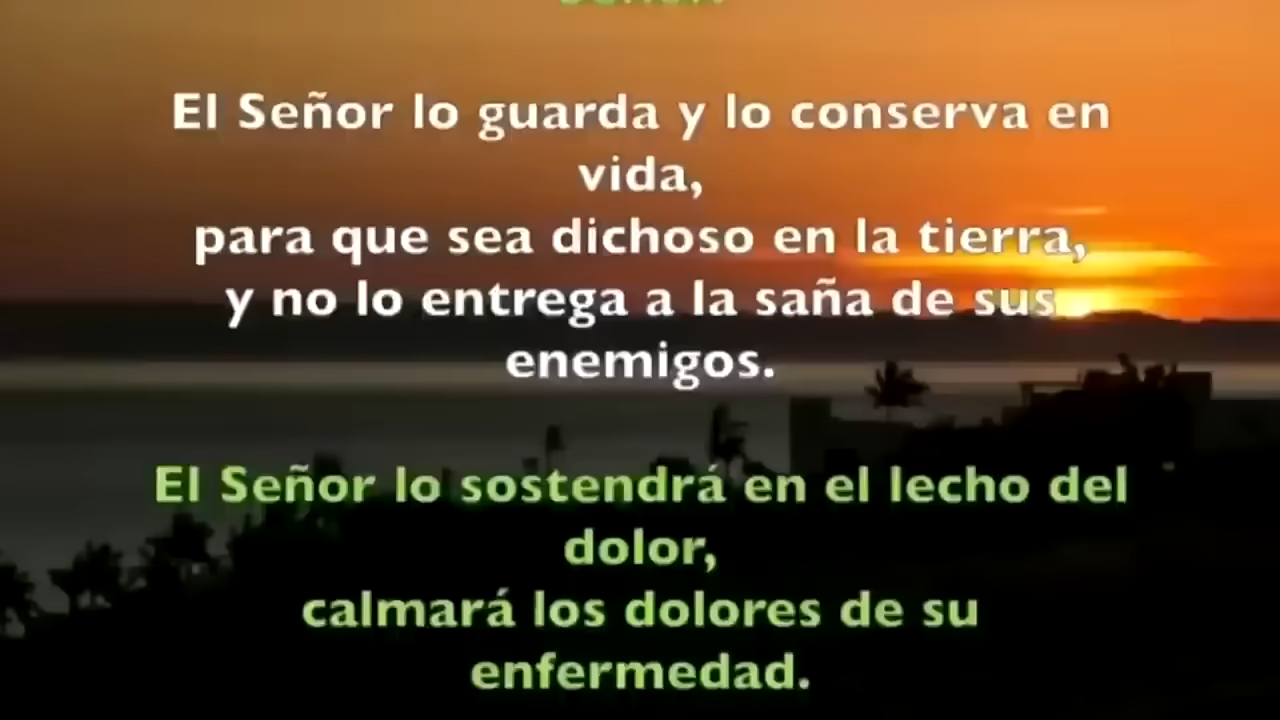 El Señor lo guarda y lo conserva en
vida,
para que sea dichoso en la tierra,
y no lo entrega a la saña de sus
enemigos.
El Señor lo sostendrá en el lecho del
dolor,
calmará los dolores de su
enfermedad.